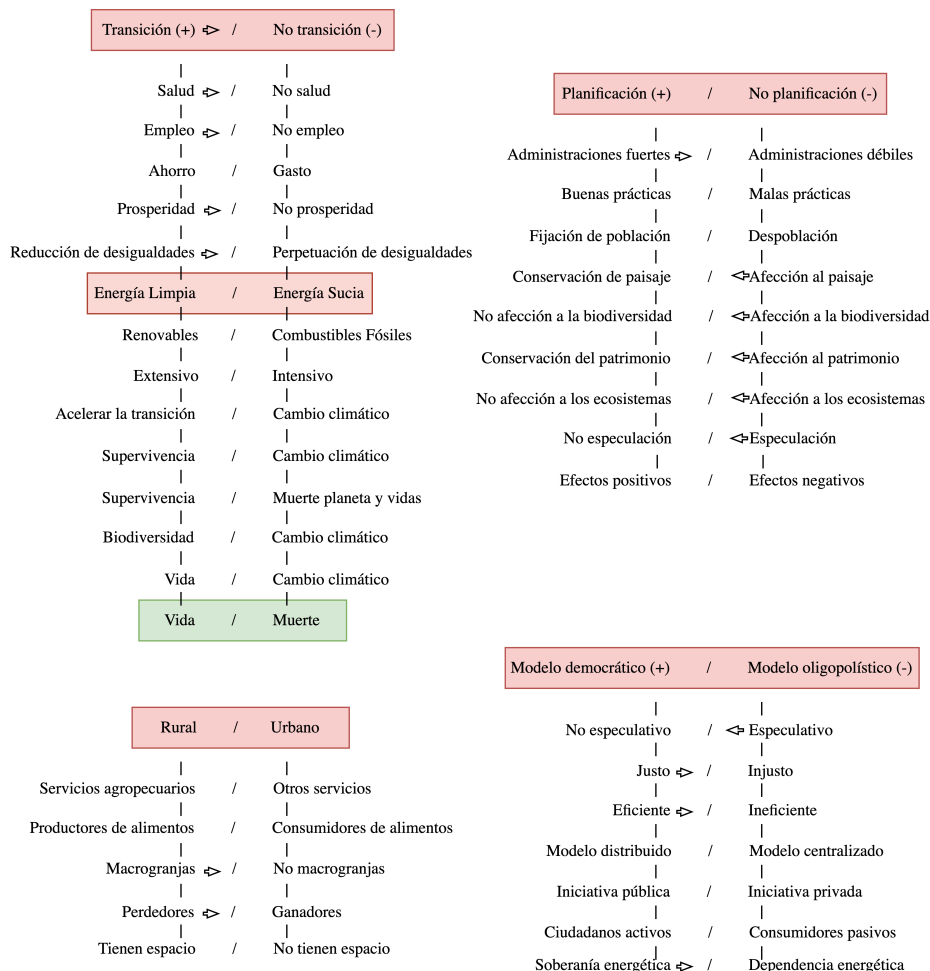 Transición (+) ⇨ / No transición (-)
Salud ⇨ / No salud
Empleo ⇨ / No empleo
Ahorro / Gasto
Prosperidad ⇨ / No prosperidad
Reducción de desigualdades ⇨ / Perpetuación de desigualdades
Energía Limpia / Energía Sucia
Renovables / Combustibles Fósiles
Extensivo / Intensivo
Acelerar la transición / Cambio climático
Supervivencia / Cambio climático
Supervivencia / Muerte planeta y vidas
Biodiversidad / Cambio climático
Vida / Cambio climático
Vida / Muerte
Planificación (+) / No planificación (-)
Administraciones fuertes ⇨ / Administraciones débiles
Buenas prácticas / Malas prácticas
Fijación de población / Despoblación
Conservación de paisaje / ⇦ Afección al paisaje
No afección a la biodiversidad / ⇦ Afección a la biodiversidad
Conservación del patrimonio / ⇦ Afección al patrimonio
No afección a los ecosistemas / ⇦ Afección a los ecosistemas
No especulación / ⇦ Especulación
Efectos positivos / Efectos negativos
Rural / Urbano
Servicios agropecuarios / Otros servicios
Productores de alimentos / Consumidores de alimentos
Macrogranjas ⇨ / No macrogranjas
Perdedores ⇨ / Ganadores
Tienen espacio / No tienen espacio
Modelo democrático (+) / Modelo oligopolístico (-)
No especulativo / ⇦ Especulativo
Justo ⇨ / Injusto
Eficiente ⇨ / Ineficiente
Modelo distribuido / Modelo centralizado
Iniciativa pública / Iniciativa privada
Ciudadanos activos / Consumidores pasivos
Soberanía energética ⇨ / Dependencia energética